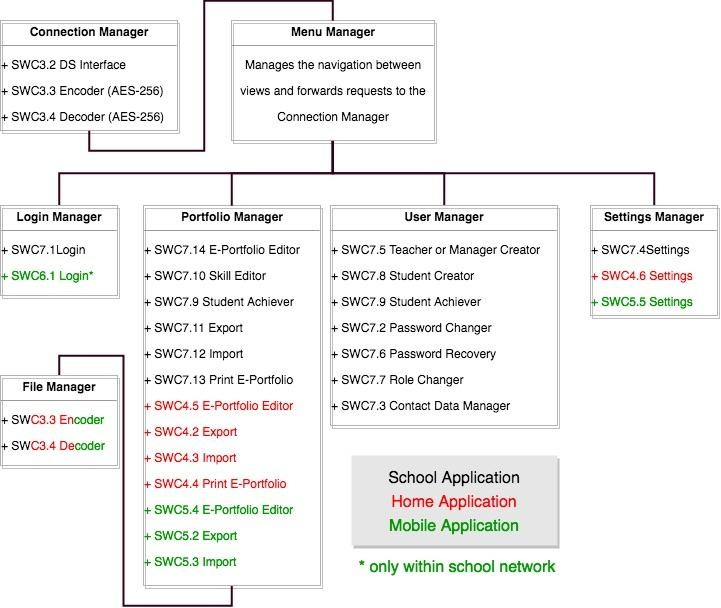 Connection Manager
+ SWC3.2 DS Interface
+ SWC3.3 Encoder (AES-256)
+ SWC3.4 Decoder (AES-256)
Menu Manager
Manages the navigation between
views and forwards requests to the
Connection Manager
Login Manager
+ SWC7.1Login
+ SWC6.1 Login*
Portfolio Manager
+ SWC7.14 E-Portfolio Editor
+ SWC7.10 Skill Editor
+ SWC7.9 Student Achiever
+ SWC7.11 Export
+ SWC7.12 Import
+ SWC7.13 Print E-Portfolio
+ SWC4.5 E-Portfolio Editor
+ SWC4.2 Export
+ SWC4.3 Import
+ SWC4.4 Print E-Portfolio
+ SWC5.4 E-Portfolio Editor
+ SWC5.2 Export
+ SWC5.3 Import
User Manager
+ SWC7.5 Teacher or Manager Creator
+ SWC7.8 Student Creator
+ SWC7.9 Student Achiever
+ SWC7.2 Password Changer
+ SWC7.6 Password Recovery
+ SWC7.7 Role Changer
+ SWC7.3 Contact Data Manager
Settings Manager
+ SWC7.4Settings
+ SWC4.6 Settings
+ SWC5.5 Settings
File Manager
+ SWC3.3 Encoder
+ SWC3.4 Decoder
School Application
Home Application
Mobile Application
* only within school network